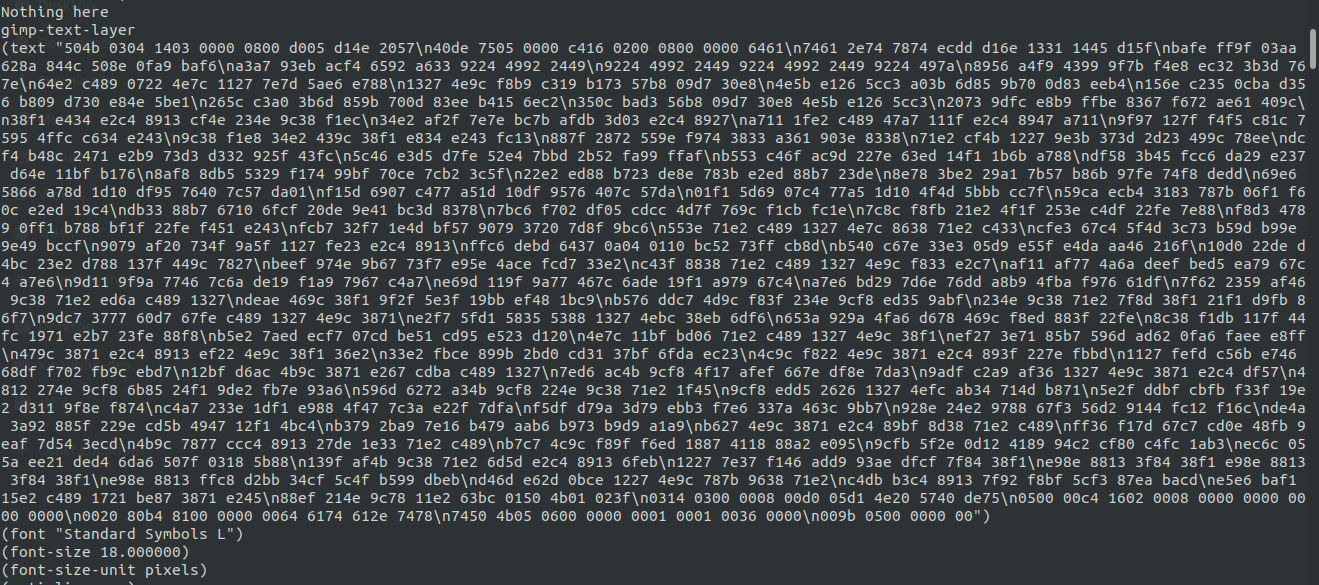 Nothing here
gimp-text-layer
(text "504b 0304 1403 0000 0800 d005 d14e 2057\n40de 7505 0000 c416 0200 0800 0000 6461\n7461 2e74 7874 ecdd d16e 1331 1445 d15f\nbafe ff9f 03aa
628a 844c 508e 0fa9 baf6\na3a7 93eb acf4 6592 a633 9224 4992 2449\n9224 4992 2449 9224 4992 2449 9224 497a\n8956 a4f9 4399 9f7b f4e8 ec32 3b3d 76
7e\n64e2 c489 0722 4e7c 1127 7e7d 5ae6 e788\n1327 4e9c f8b9 c319 b173 57b8 09d7 30e8\n4e5b e126 5cc3 a03b 6d85 9b70 0d83 eeb4\n156e c235 0cba d35
6 b809 d730 e84e 5be1\n265c c3a0 3b6d 859b 700d 83ee b415 6ec2\n350c bad3 56b8 09d7 30e8 4e5b e126 5cc3\n2073 9dfc e8b9 ffbe 8367 f672 ae61 409c\
n38f1 e434 e2c4 8913 cf4e 234e 9c38 f1ec\n34e2 af2f 7e7e bc7b afdb 3d03 e2c4 8927\na711 1fe2 c489 47a7 111f e2c4 8947 a711\n9f97 127f f4f5 c81c 7
595 4ffc c634 e243\n9c38 f1e8 34e2 439c 38f1 e834 e243 fc13\n887f 2872 559e f974 3833 a361 903e 8338\n71e2 cf4b 1227 9e3b 373d 2d23 499c 78ee\ndc
f4 b48c 2471 e2b9 73d3 d332 925f 43fc\n5c46 e3d5 d7fe 52e4 7bbd 2b52 fa99 ffaf\nb553 c46f ac9d 227e 63ed 14f1 1b6b a788\ndf58 3b45 fcc6 da29 e237
 d64e 11bf b176\n8af8 8db5 5329 f174 99bf 70ce 7cb2 3c5f\n22e2 ed88 b723 de8e 783b e2ed 88b7 23de\n8e78 3be2 29a1 7b57 b86b 97fe 74f8 dedd\n69e6
5866 a78d 1d10 df95 7640 7c57 da01\nf15d 6907 c477 a51d 10df 9576 407c 57da\n01f1 5d69 07c4 77a5 1d10 4f4d 5bbb cc7f\n59ca ecb4 3183 787b 06f1 f6
0c e2ed 19c4\ndb33 88b7 6710 6fcf 20de 9e41 bc3d 8378\n7bc6 f702 df05 cdcc 4d7f 769c f1cb fc1e\n7c8c f8fb 21e2 4f1f 253e c4df 22fe 7e88\nf8d3 478
9 0ff1 b788 bf1f 22fe f451 e243\nfcb7 32f7 1e4d bf57 9079 3720 7d8f 9bc6\n553e 71e2 c489 1327 4e7c 8638 71e2 c433\ncfe3 67c4 5f4d 3c73 b59d b99e
9e49 bccf\n9079 af20 734f 9a5f 1127 fe23 e2c4 8913\nffc6 debd 6437 0a04 0110 bc52 73ff cb8d\nb540 c67e 33e3 05d9 e55f e4da aa46 216f\n10d0 22de d
4bc 23e2 d788 137f 449c 7827\nbeef 974e 9b67 73f7 e95e 4ace fcd7 33e2\nc43f 8838 71e2 c489 1327 4e9c f833 e2c7\naf11 af77 4a6a deef bed5 ea79 67c
4 a7e6\n9d11 9f9a 7746 7c6a de19 f1a9 7967 c4a7\ne69d 119f 9a77 467c 6ade 19f1 a979 67c4\na7e6 bd29 7d6e 76dd a8b9 4fba f976 61df\n7f62 2359 af46
 9c38 71e2 ed6a c489 1327\ndeae 469c 38f1 9f2f 5e3f 19bb ef48 1bc9\nb576 ddc7 4d9c f83f 234e 9cf8 ed35 9abf\n234e 9c38 71e2 7f8d 38f1 21f1 d9fb 8
6f7\n9dc7 3777 60d7 67fe c489 1327 4e9c 3871\ne2f7 5fd1 5835 5388 1327 4ebc 38eb 6df6\n653a 929a 4fa6 d678 469c f8ed 883f 22fe\n8c38 f1db 117f 44
fc 1971 e2b7 23fe 88f8\nb5e2 7aed ecf7 07cd be51 cd95 e523 d120\n4e7c 11bf bd06 71e2 c489 1327 4e9c 38f1\nef27 3e71 85b7 596d ad62 0fa6 faee e8ff
\n479c 3871 e2c4 8913 ef22 4e9c 38f1 36e2\n33e2 fbce 899b 2bd0 cd31 37bf 6fda ec23\n4c9c f822 4e9c 3871 e2c4 893f 227e fbbd\n1127 fefd c56b e746
68df f702 fb9c ebd7\n12bf d6ac 4b9c 3871 e267 cdba c489 1327\n7ed6 ac4b 9cf8 4f17 afef 667e df8e 7da3\n9adf c2a9 af36 1327 4e9c 3871 e2c4 df57\n4
812 274e 9cf8 6b85 24f1 9de2 fb7e 93a6\n596d 6272 a34b 9cf8 224e 9c38 71e2 1f45\n9cf8 edd5 2626 1327 4efc ab34 714d b871\n5e2f ddbf cbfb f33f 19e
2 d311 9f8e f874\nc4a7 233e 1df1 e988 4f47 7c3a e22f 7dfa\nf5df d79a 3d79 ebb3 f7e6 337a 463c 9bb7\n928e 24e2 9788 67f3 56d2 9144 fc12 f16c\nde4a
 3a92 885f 229e cd5b 4947 12f1 4bc4\nb379 2ba9 7e16 b479 aab6 b973 b9d9 a1a9\nb627 4e9c 3871 e2c4 89bf 8d38 71e2 c489\nff36 f17d 67c7 cd0e 48fb 9
eaf 7d54 3ecd\n4b9c 7877 ccc4 8913 27de 1e33 71e2 c489\nb7c7 4c9c f89f f6ed 1887 4118 88a2 e095\n9cfb 5f2e 0d12 4189 94c2 cf80 c4fc 1ab3\nec6c 05
5a ee21 ded4 6da6 507f 0318 5b88\n139f af4b 9c38 71e2 6d5d e2c4 8913 6feb\n1227 7e37 f146 add9 93ae dfcf 7f84 38f1\ne98e 8813 3f84 38f1 e98e 8813
 3f84 38f1\ne98e 8813 ffc8 d2bb 34cf 5c4f b599 dbeb\nd46d e62d 0bce 1227 4e9c 787b 9638 71e2\nc4db b3c4 8913 7f92 f8bf 5cf3 87ea bacd\ne5e6 baf1
15e2 c489 1721 be87 3871 e245\n88ef 214e 9c78 11e2 63bc 0150 4b01 023f\n0314 0300 0008 00d0 05d1 4e20 5740 de75\n0500 00c4 1602 0008 0000 0000 00
00 0000\n0020 80b4 8100 0000 0064 6174 612e 7478\n7450 4b05 0600 0000 0001 0001 0036 0000\n009b 0500 0000 00")
(font "Standard Symbols L")
(font-size 18.000000)
(font-size-unit pixels)